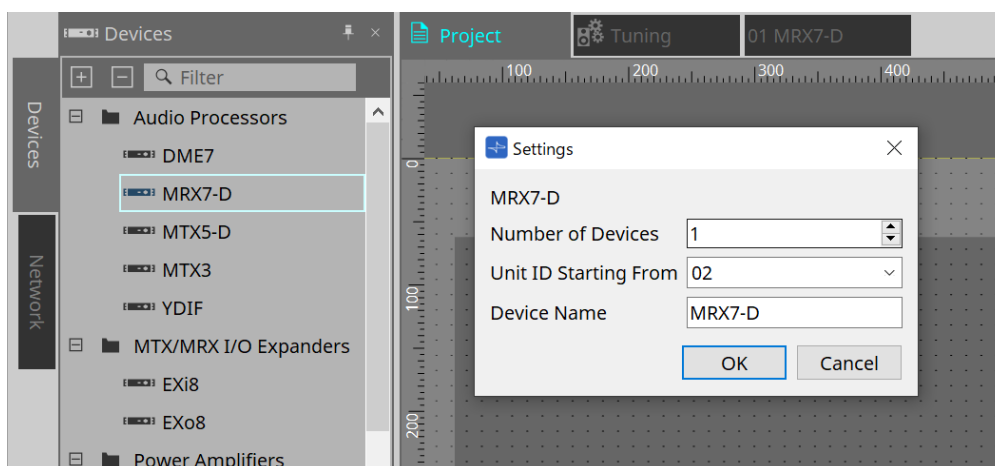 Devices
Project
Tuning
01 MRX7-D
Filter
100 200 300 400
Devices
Network
Audio Processors
DME7
MRX7-D
MTX5-D
MTX3
YDIF
MTX/MRX I/O Expanders
EXi8
EXo8
Power Amplifiers
0
100
200
Settings
MRX7-D
Number of Devices 1
Unit ID Starting From 02
Device Name MRX7-D
OK Cancel